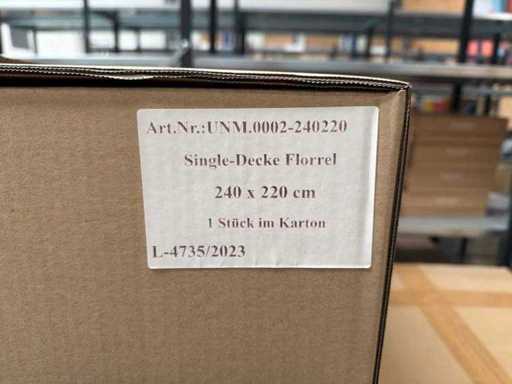 Art.Nr.:UNM.0002-240220
Single-Decke Florrel
240 x 220 cm
1 Stück im Karton
L-4735/2023